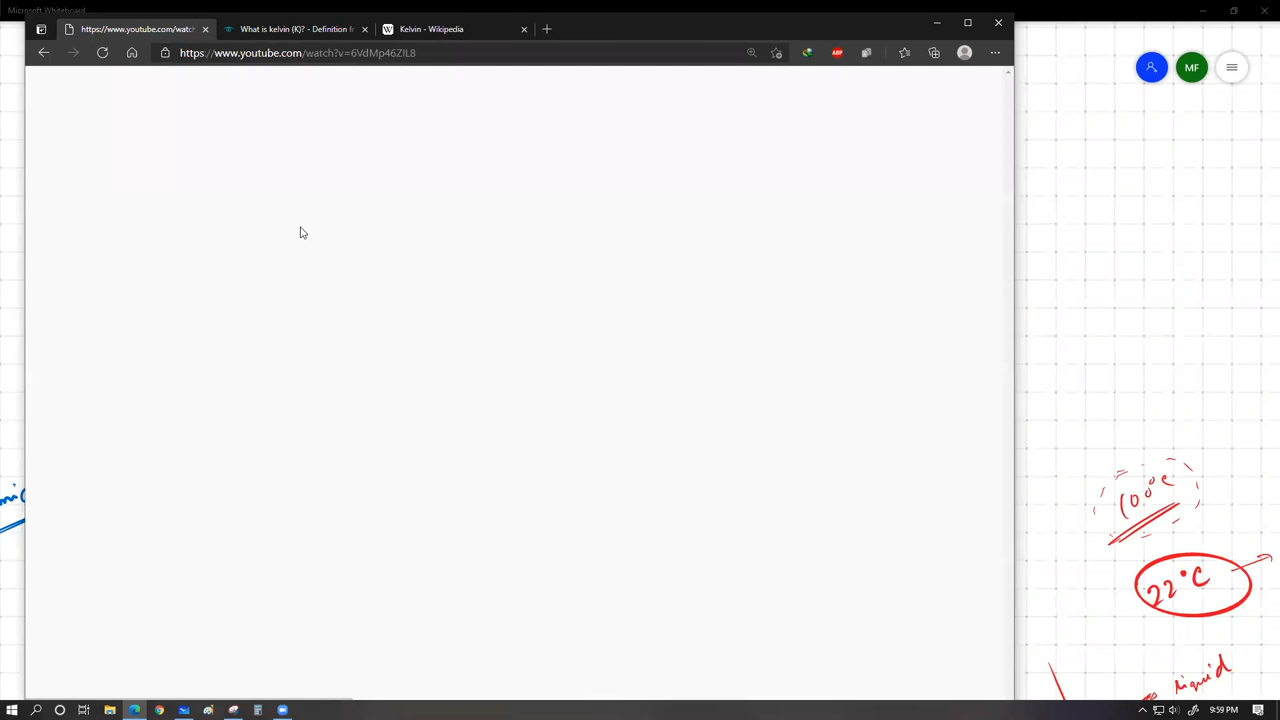 Microsoft Whiteboard
https://www.youtube.com/watch
What is kelvin (K)? - Definition f
Kelvin - Wikipedia
https://www.youtube.com/watch?v=6VdMp46ZIL8
ABP
MF
100°C
22°C
liquid
9:59 PM